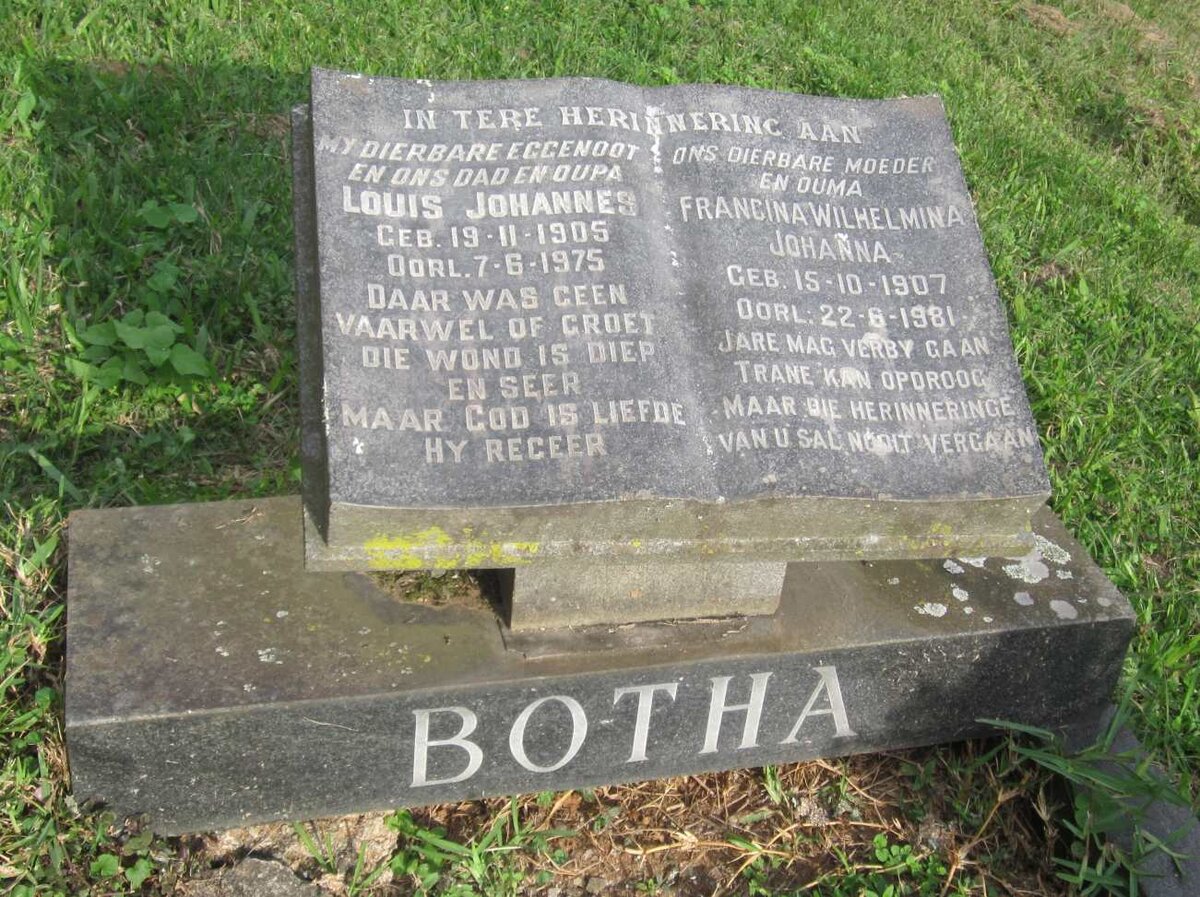 IN TERE HERINNERING AAN
MY DIERBARE EGGENOOT
EN ONS DAD EN OUPA
LOUIS JOHANNES
GEB. 19-11-1905
OORL. 7-6-1975
DAAR WAS GEEN
VAARWEL OF GROET
DIE WOND IS DIEP
EN SEER
MAAR GOD IS LIEFDE
HY REGEER
ONS DIERBARE MOEDER
EN OUMA
FRANCINA WILHELMINA
JOHANNA
GEB. 15-10-1907
OORL. 22-6-1981
JARE MAG VERBY GAAN
TRANE KAN OPDROOG
MAAR DIE HERINNERINGE
VAN U SAL NOOIT VERGAAN
BOTHA